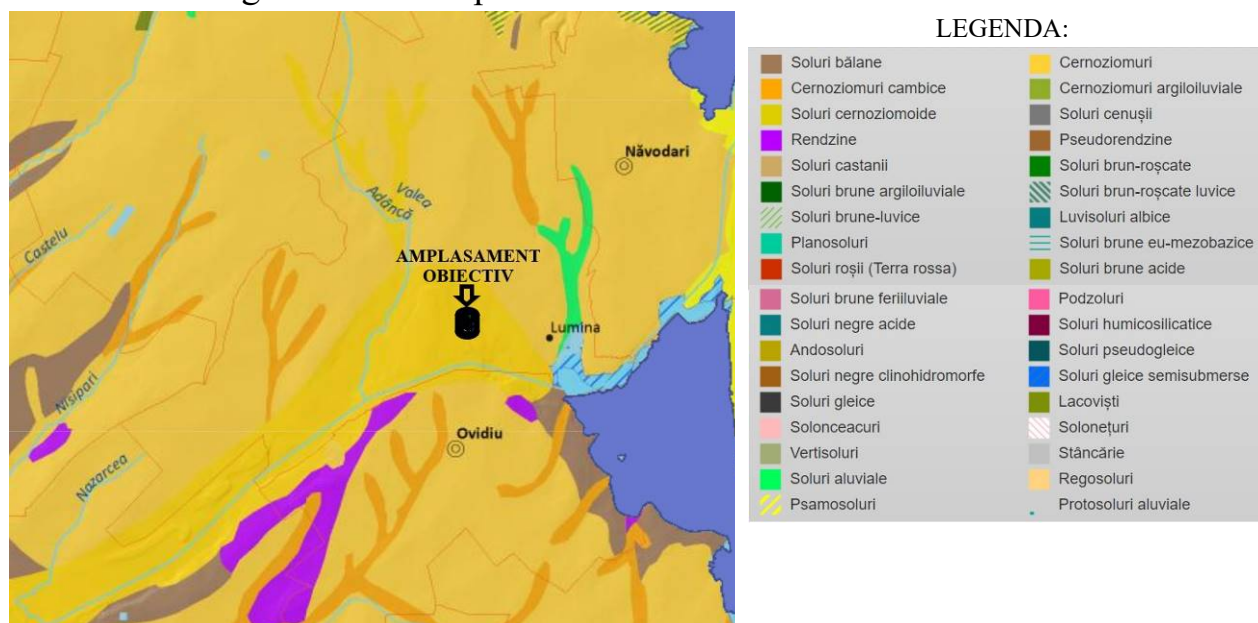 LEGENDA:
Năvodari
Valea
Adâncă
Castelu
AMPLASAMENT
OBIECTIV
Lumina
Nisipari
Ovidiu
Nazarcea
Soluri bălane
Cernoziomuri cambice
Soluri cernoziomoide
Rendzine
Soluri castanii
Soluri brune argiloiluviale
Soluri brune-luvice
Planosoluri
Soluri roșii (Terra rossa)
Soluri brune feriiluviale
Soluri negre acide
Andosoluri
Soluri negre clinohidromorfe
Soluri gleice
Solonceacuri
Vertisoluri
Soluri aluviale
Psamosoluri
Cernoziomuri
Cernoziomuri argiloiluviale
Soluri cenușii
Pseudorendzine
Soluri brun-roșcate
Soluri brun-roșcate luvice
Luvisoluri albice
Soluri brune eu-mezobazice
Soluri brune acide
Podzoluri
Soluri humicosilicatice
Soluri pseudogleice
Soluri gleice semisubmerse
Lacoviști
Solonețuri
Stâncărie
Regosoluri
Protosoluri aluviale